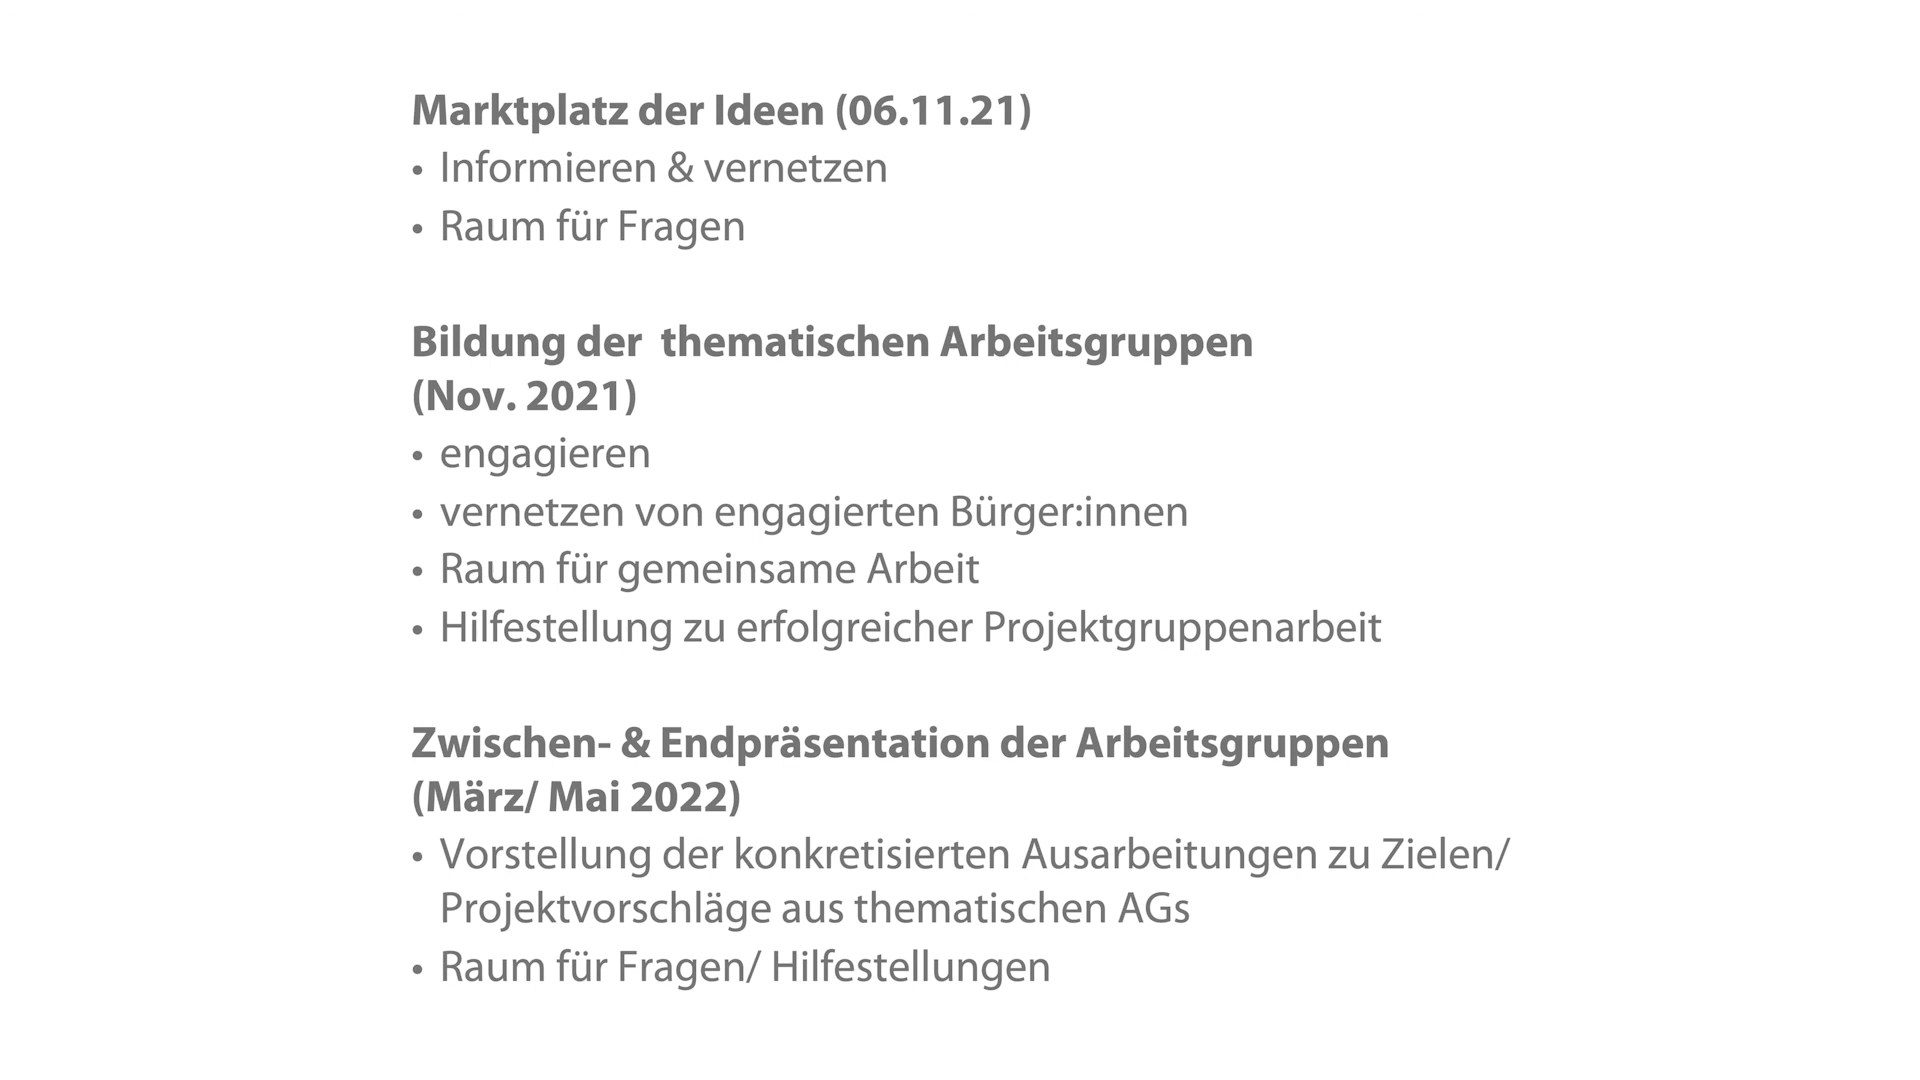 Marktplatz der Ideen (06.11.21)
• Informieren & vernetzen
• Raum für Fragen
Bildung der  thematischen Arbeitsgruppen
(Nov. 2021)
• engagieren
• vernetzen von engagierten Bürger:innen
• Raum für gemeinsame Arbeit
• Hilfestellung zu erfolgreicher Projektgruppenarbeit
Zwischen- & Endpräsentation der Arbeitsgruppen
(März/ Mai 2022)
• Vorstellung der konkretisierten Ausarbeitungen zu Zielen/
Projektvorschläge aus thematischen AGs
• Raum für Fragen/ Hilfestellungen